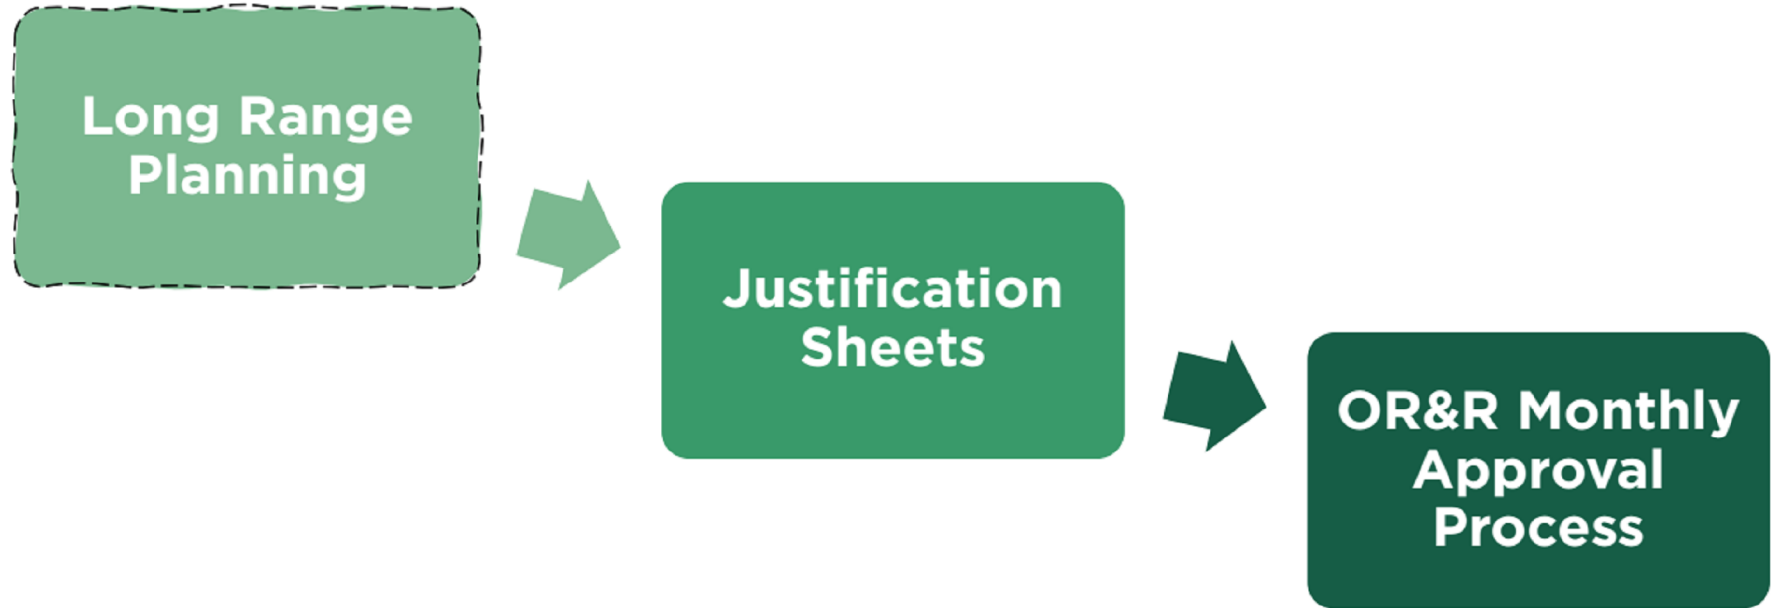 Long Range
Planning
Justification
Sheets
OR&R Monthly
Approval
Process